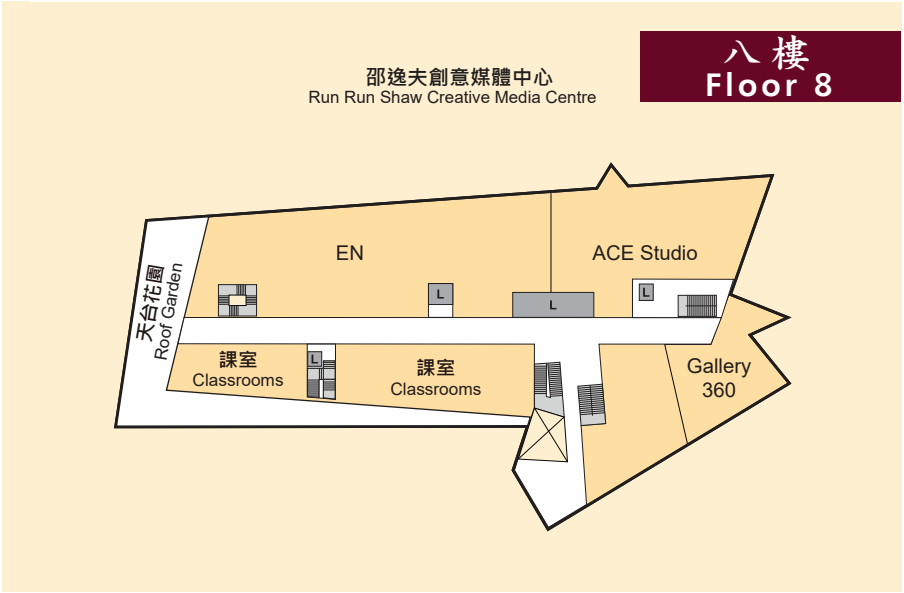 八樓
Floor 8
邵逸夫創意媒體中心
Run Run Shaw Creative Media Centre
EN
ACE Studio
天台花園
Roof Garden
L
L
L
課室
Classrooms
L
課室
Classrooms
Gallery
360